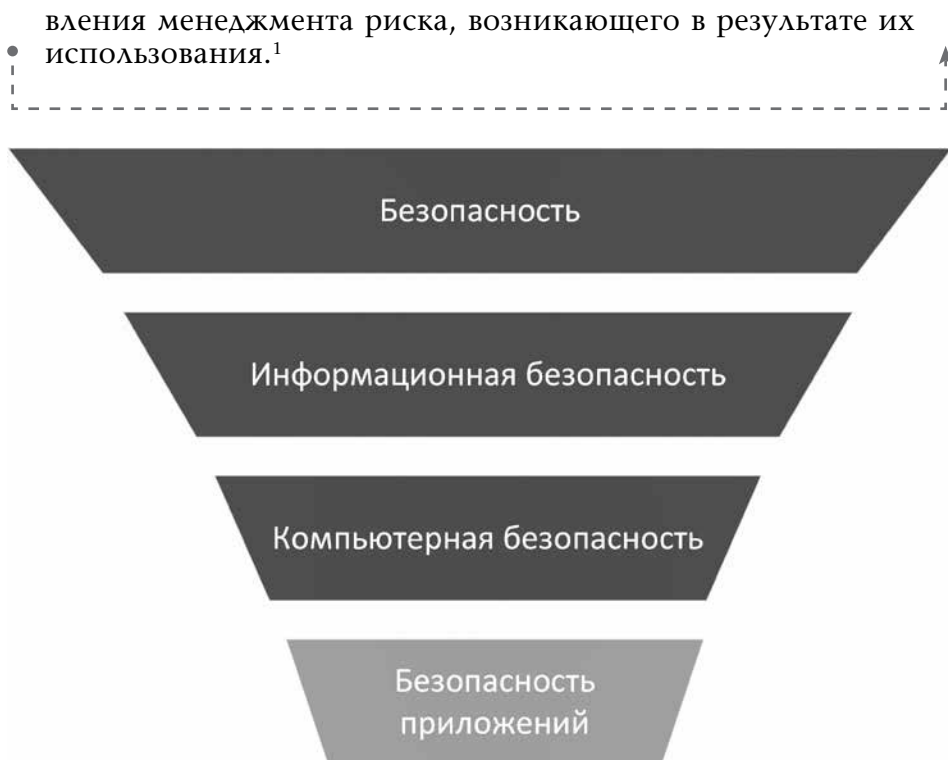 вления менеджмента риска, возникающего в результате их
использования.¹
Безопасность
Информационная безопасность
Компьютерная безопасность
Безопасность
приложений